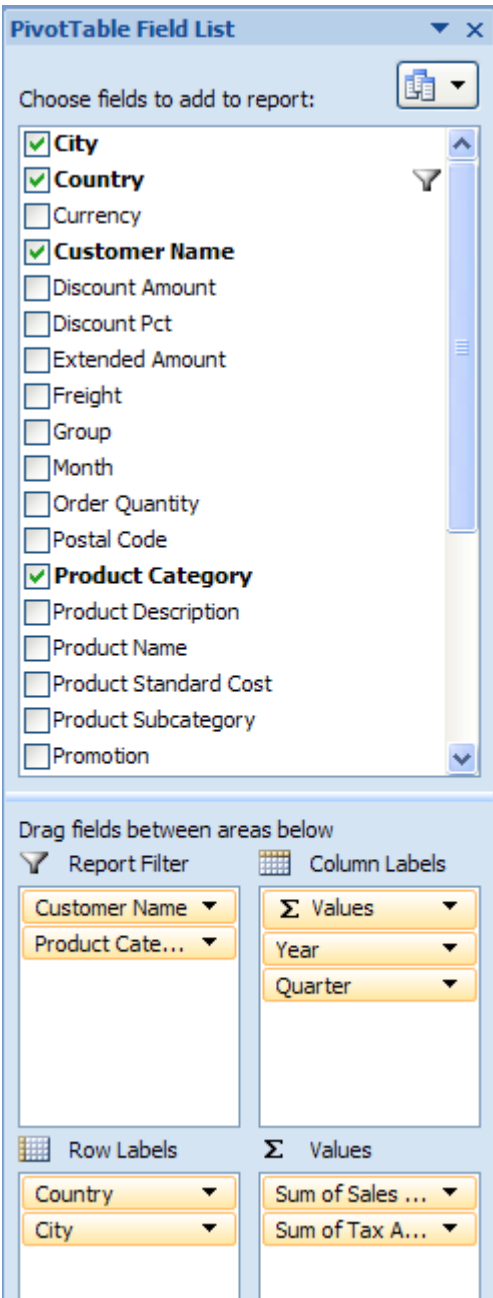 PivotTable Field List
Choose fields to add to report:
City
Country
Currency
Customer Name
Discount Amount
Discount Pct
Extended Amount
Freight
Group
Month
Order Quantity
Postal Code
Product Category
Product Description
Product Name
Product Standard Cost
Product Subcategory
Promotion
Drag fields between areas below
Report Filter
Customer Name
Product Cate...
Column Labels
Σ Values
Year
Quarter
Row Labels
Country
City
Σ Values
Sum of Sales ...
Sum of Tax A...